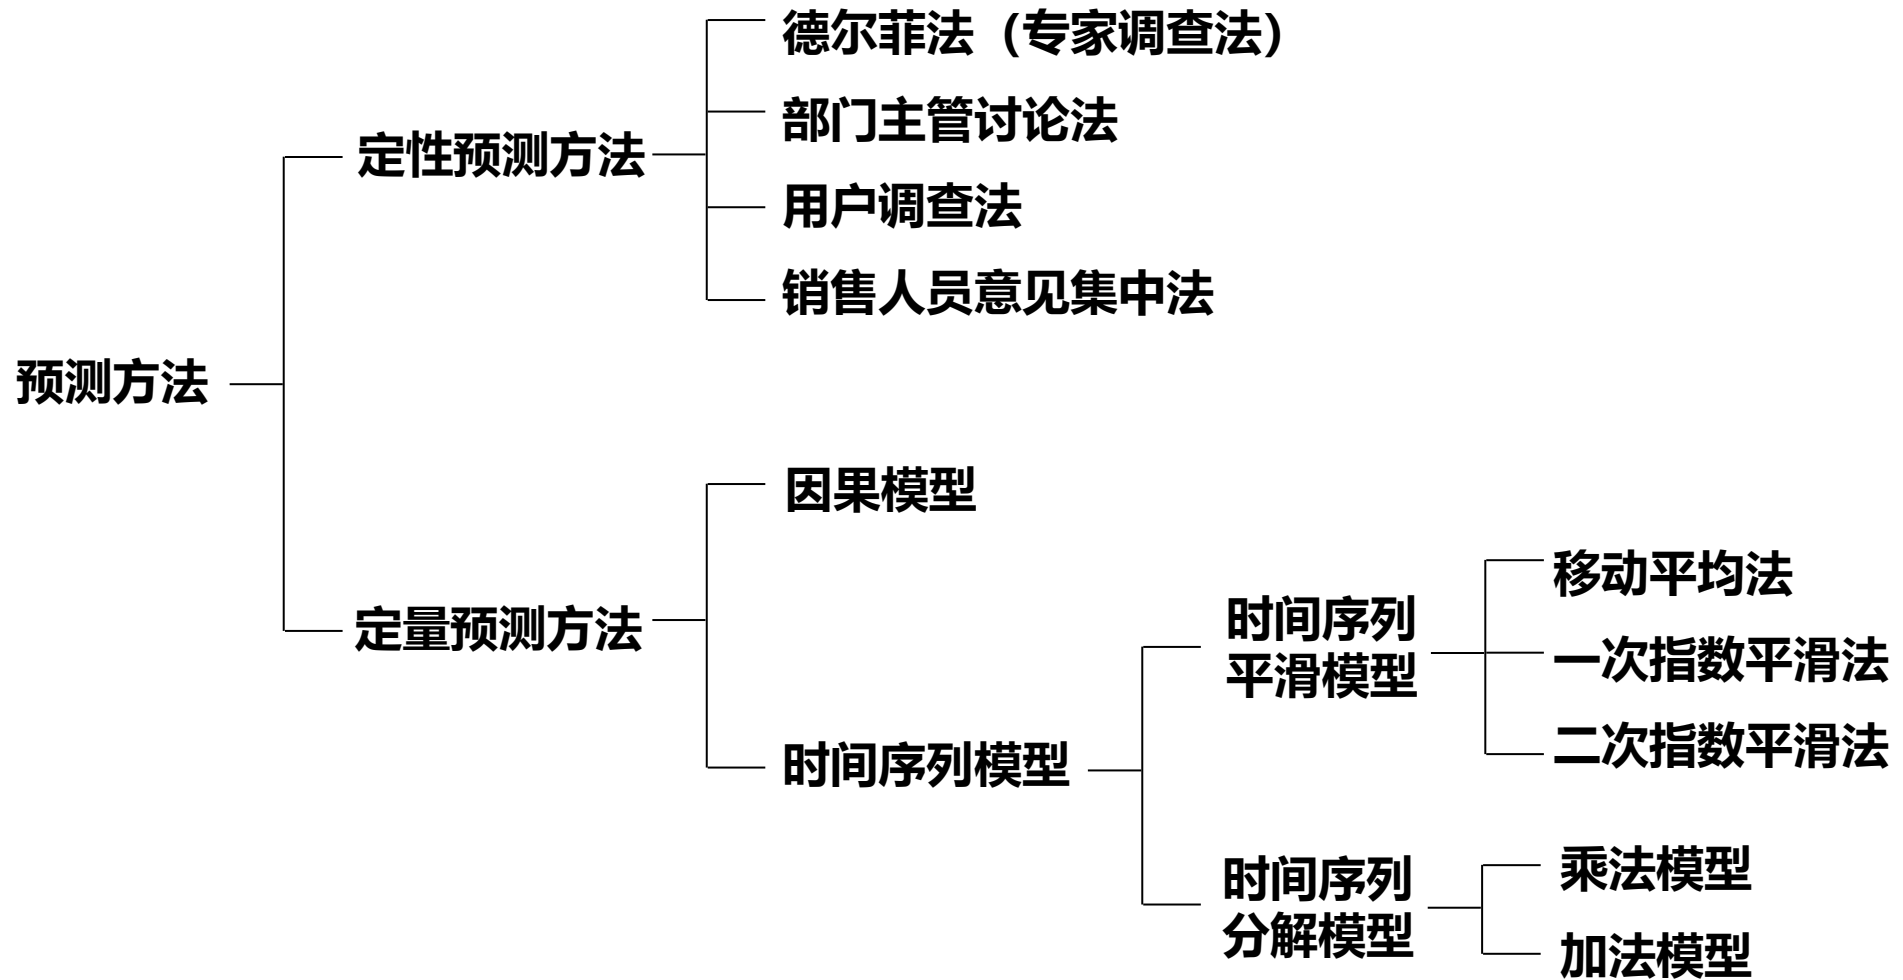 德尔菲法（专家调查法）
部门主管讨论法
定性预测方法
用户调查法
销售人员意见集中法
预测方法
因果模型
定量预测方法
时间序列模型
时间序列
平滑模型
移动平均法
一次指数平滑法
二次指数平滑法
时间序列
分解模型
乘法模型
加法模型